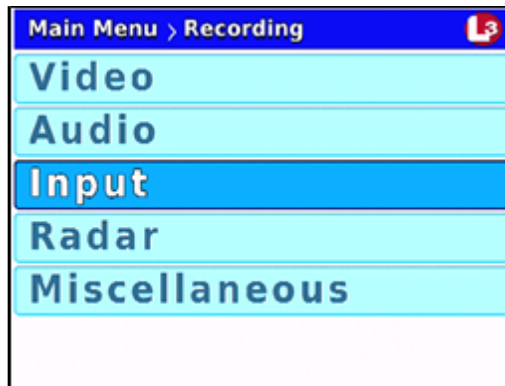 Main Menu > Recording
L3
Video
Audio
Input
Radar
Miscellaneous